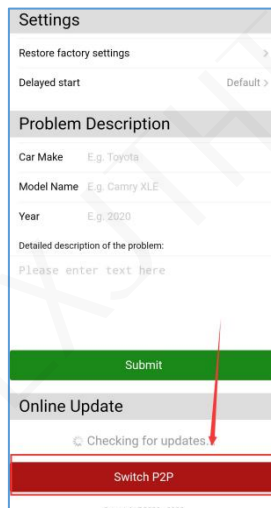 Settings
Restore factory settings >
Delayed start Default >
Problem Description
Car Make E.g. Toyota
Model Name E.g. Camry XLE
Year E.g. 2020
Detailed description of the problem:
Please enter text here
Submit
Online Update
Checking for updates..
Switch P2P